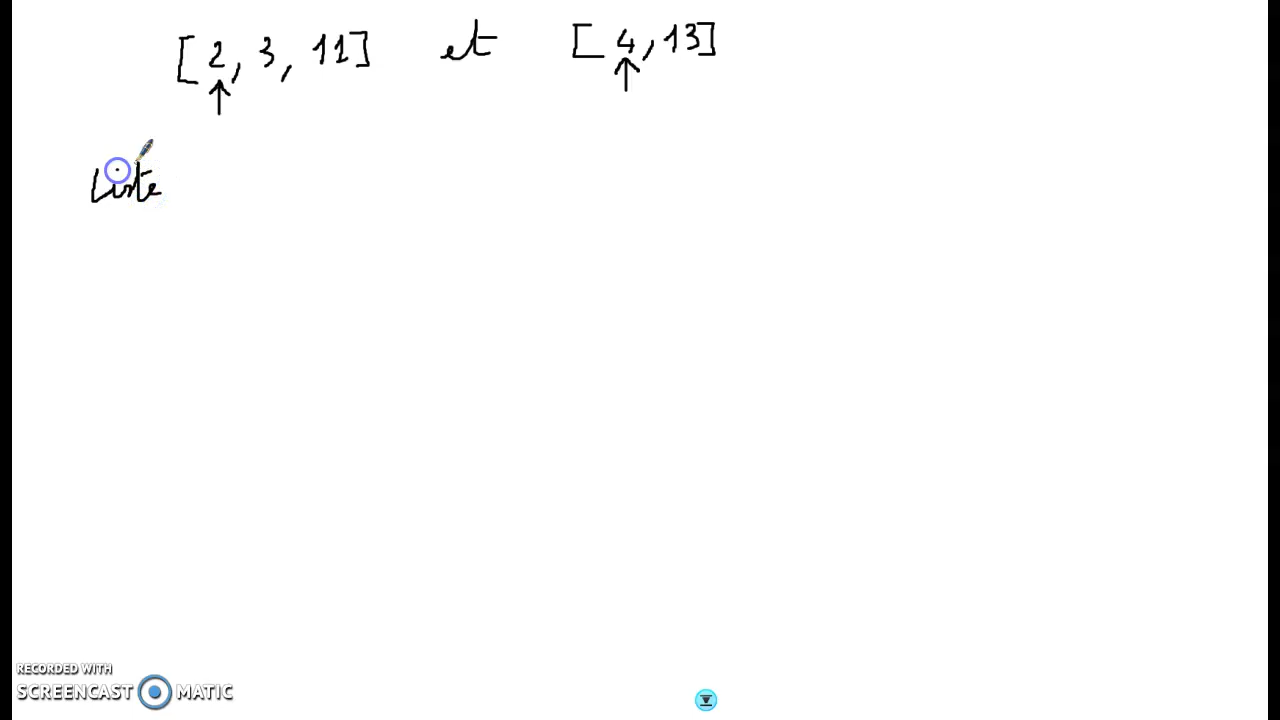 [2, 3, 11] et [4, 13]
Liste
RECORDED WITH
SCREENCAST MATIC